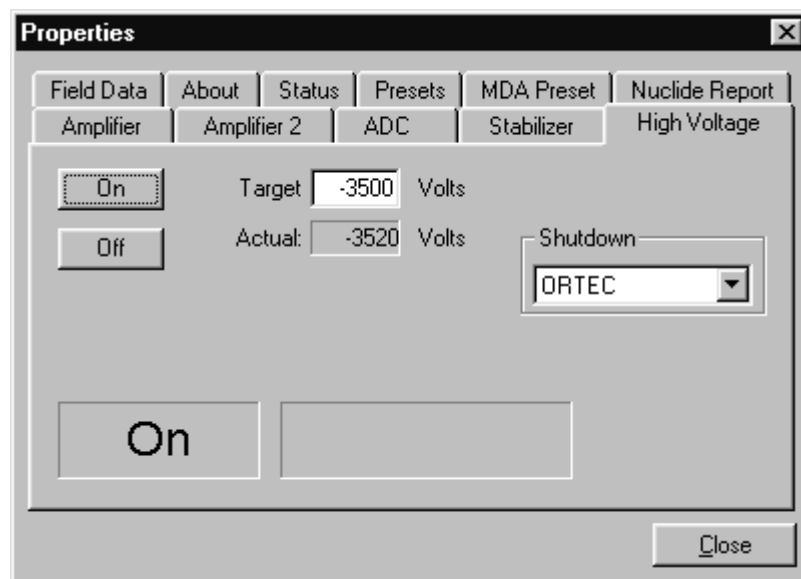 Properties
Field Data About Status Presets MDA Preset Nuclide Report
Amplifier Amplifier 2 ADC Stabilizer High Voltage
On Target -3500 Volts
Off Actual: -3520 Volts
Shutdown
ORTEC
On
Close